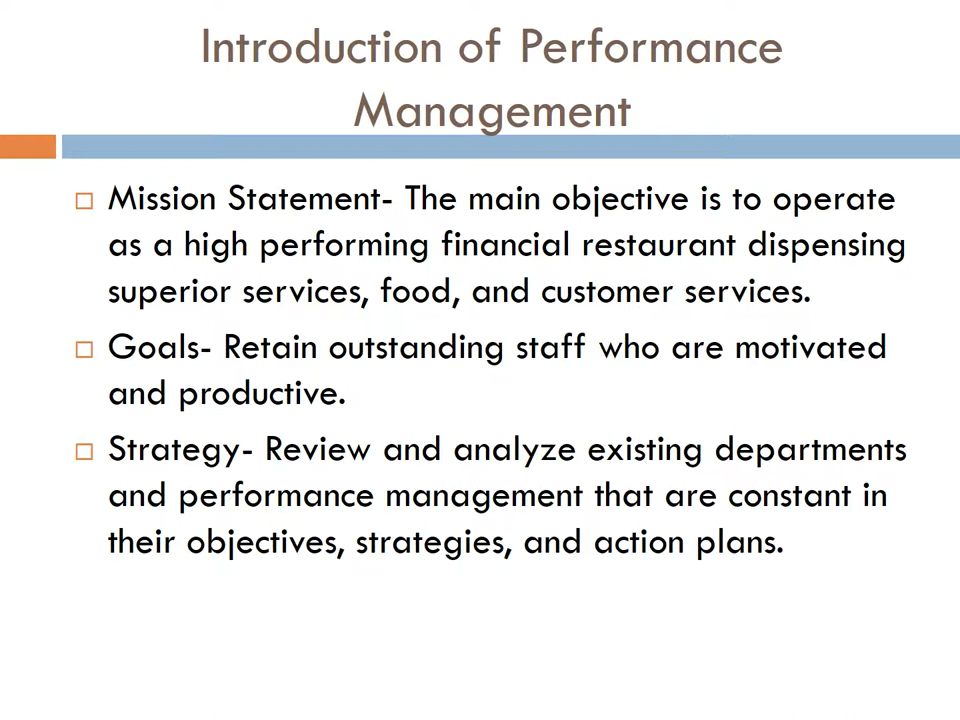 Introduction of Performance
Management
Mission Statement- The main objective is to operate
as a high performing financial restaurant dispensing
superior services, food, and customer services.
Goals- Retain outstanding staff who are motivated
and productive.
Strategy- Review and analyze existing departments
and performance management that are constant in
their objectives, strategies, and action plans.